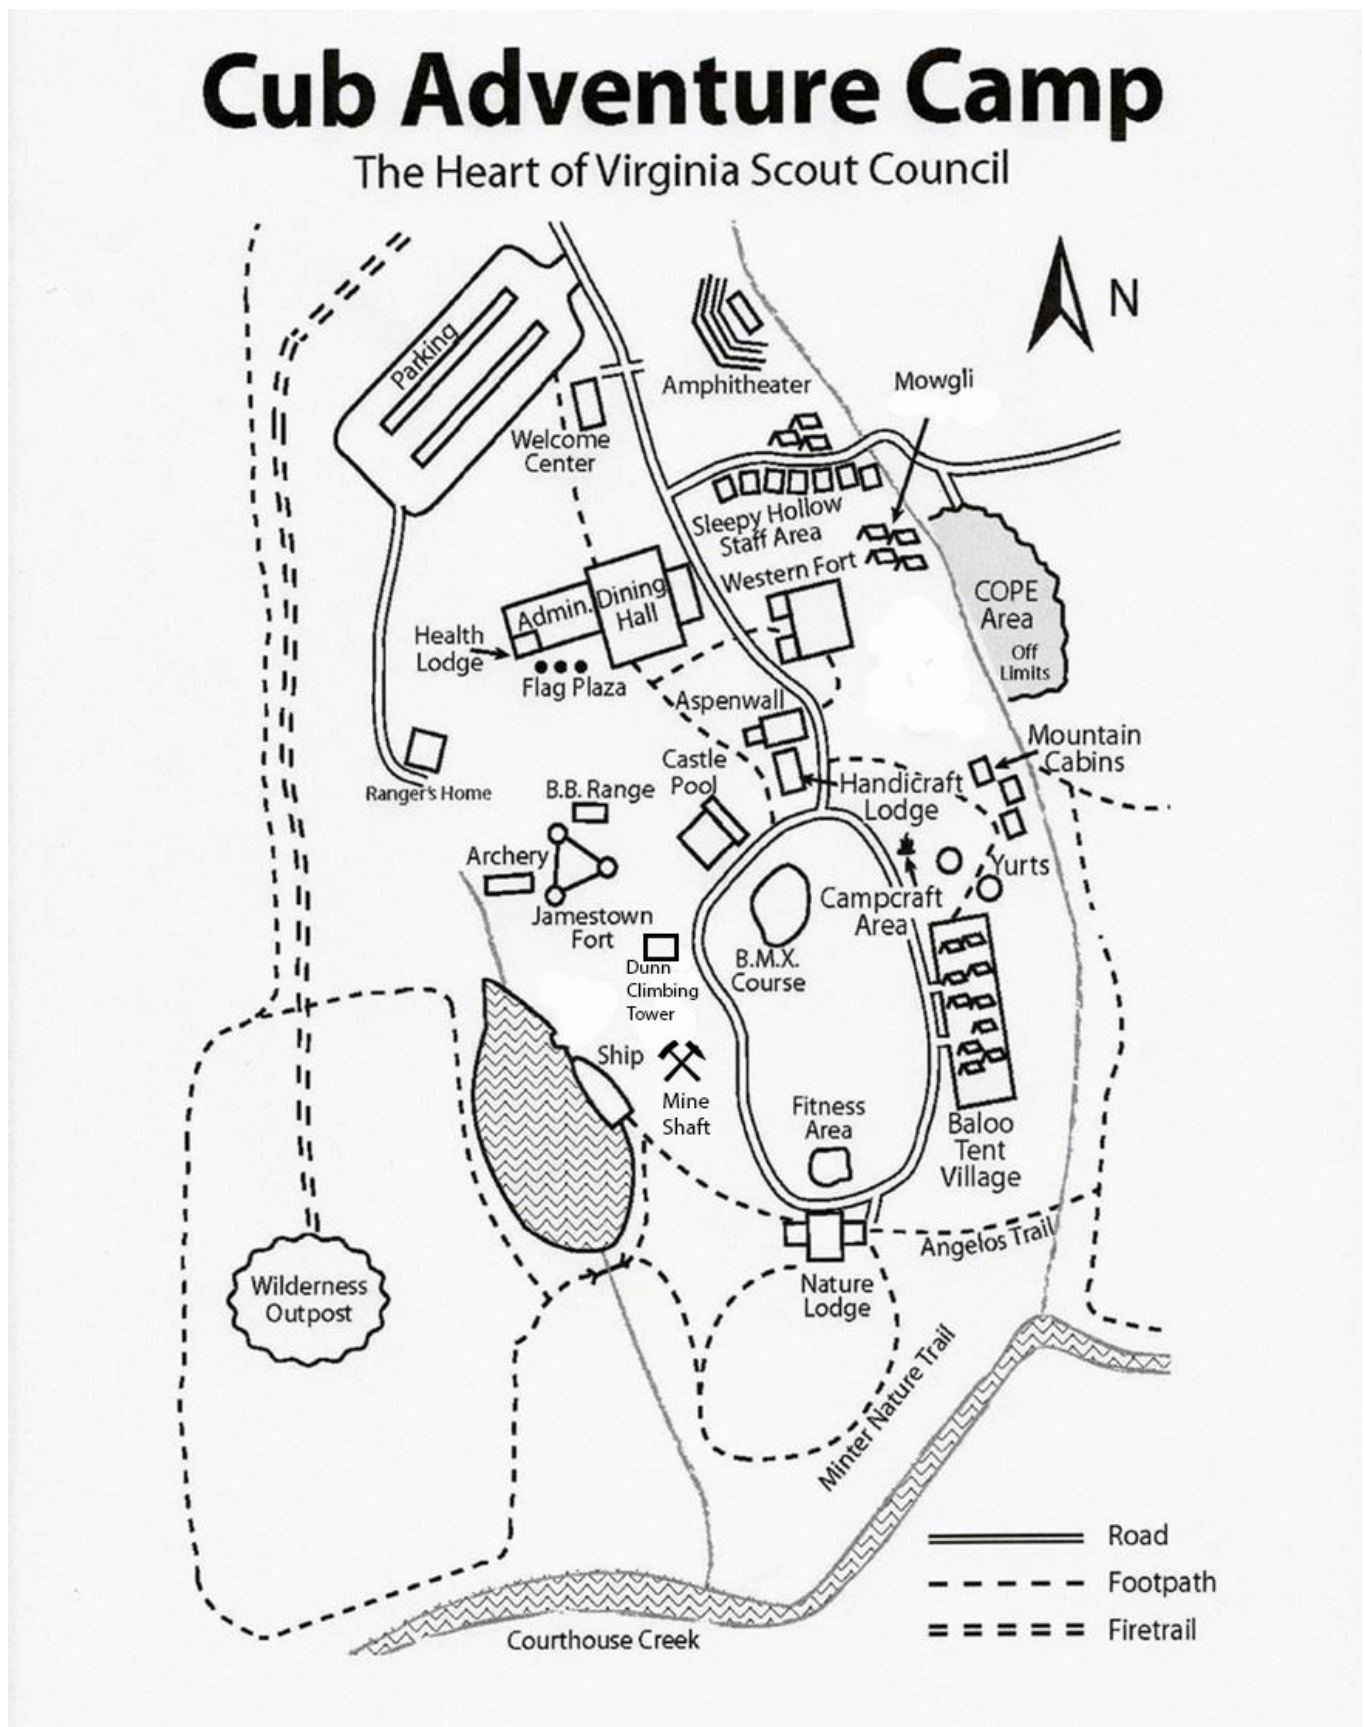 Cub Adventure Camp
The Heart of Virginia Scout Council
N
Parking
Amphitheater
Mowgli
Welcome
Center
Sleepy Hollow
Staff Area
Western Fort
COPE
Area
Off
Limits
Admin.
Dining
Hall
Health
Lodge
Flag Plaza
Aspenwall
Mountain
Cabins
Castle
Pool
Handicraft
Lodge
Ranger's Home
B.B. Range
Archery
Yurts
Campcraft
Area
Jamestown
Fort
B.M.X.
Course
Dunn
Climbing
Tower
Ship
Mine
Shaft
Fitness
Area
Baloo
Tent
Village
Angelos Trail
Wilderness
Outpost
Nature
Lodge
Minter Nature Trail
Road
Footpath
Firetrail
Courthouse Creek